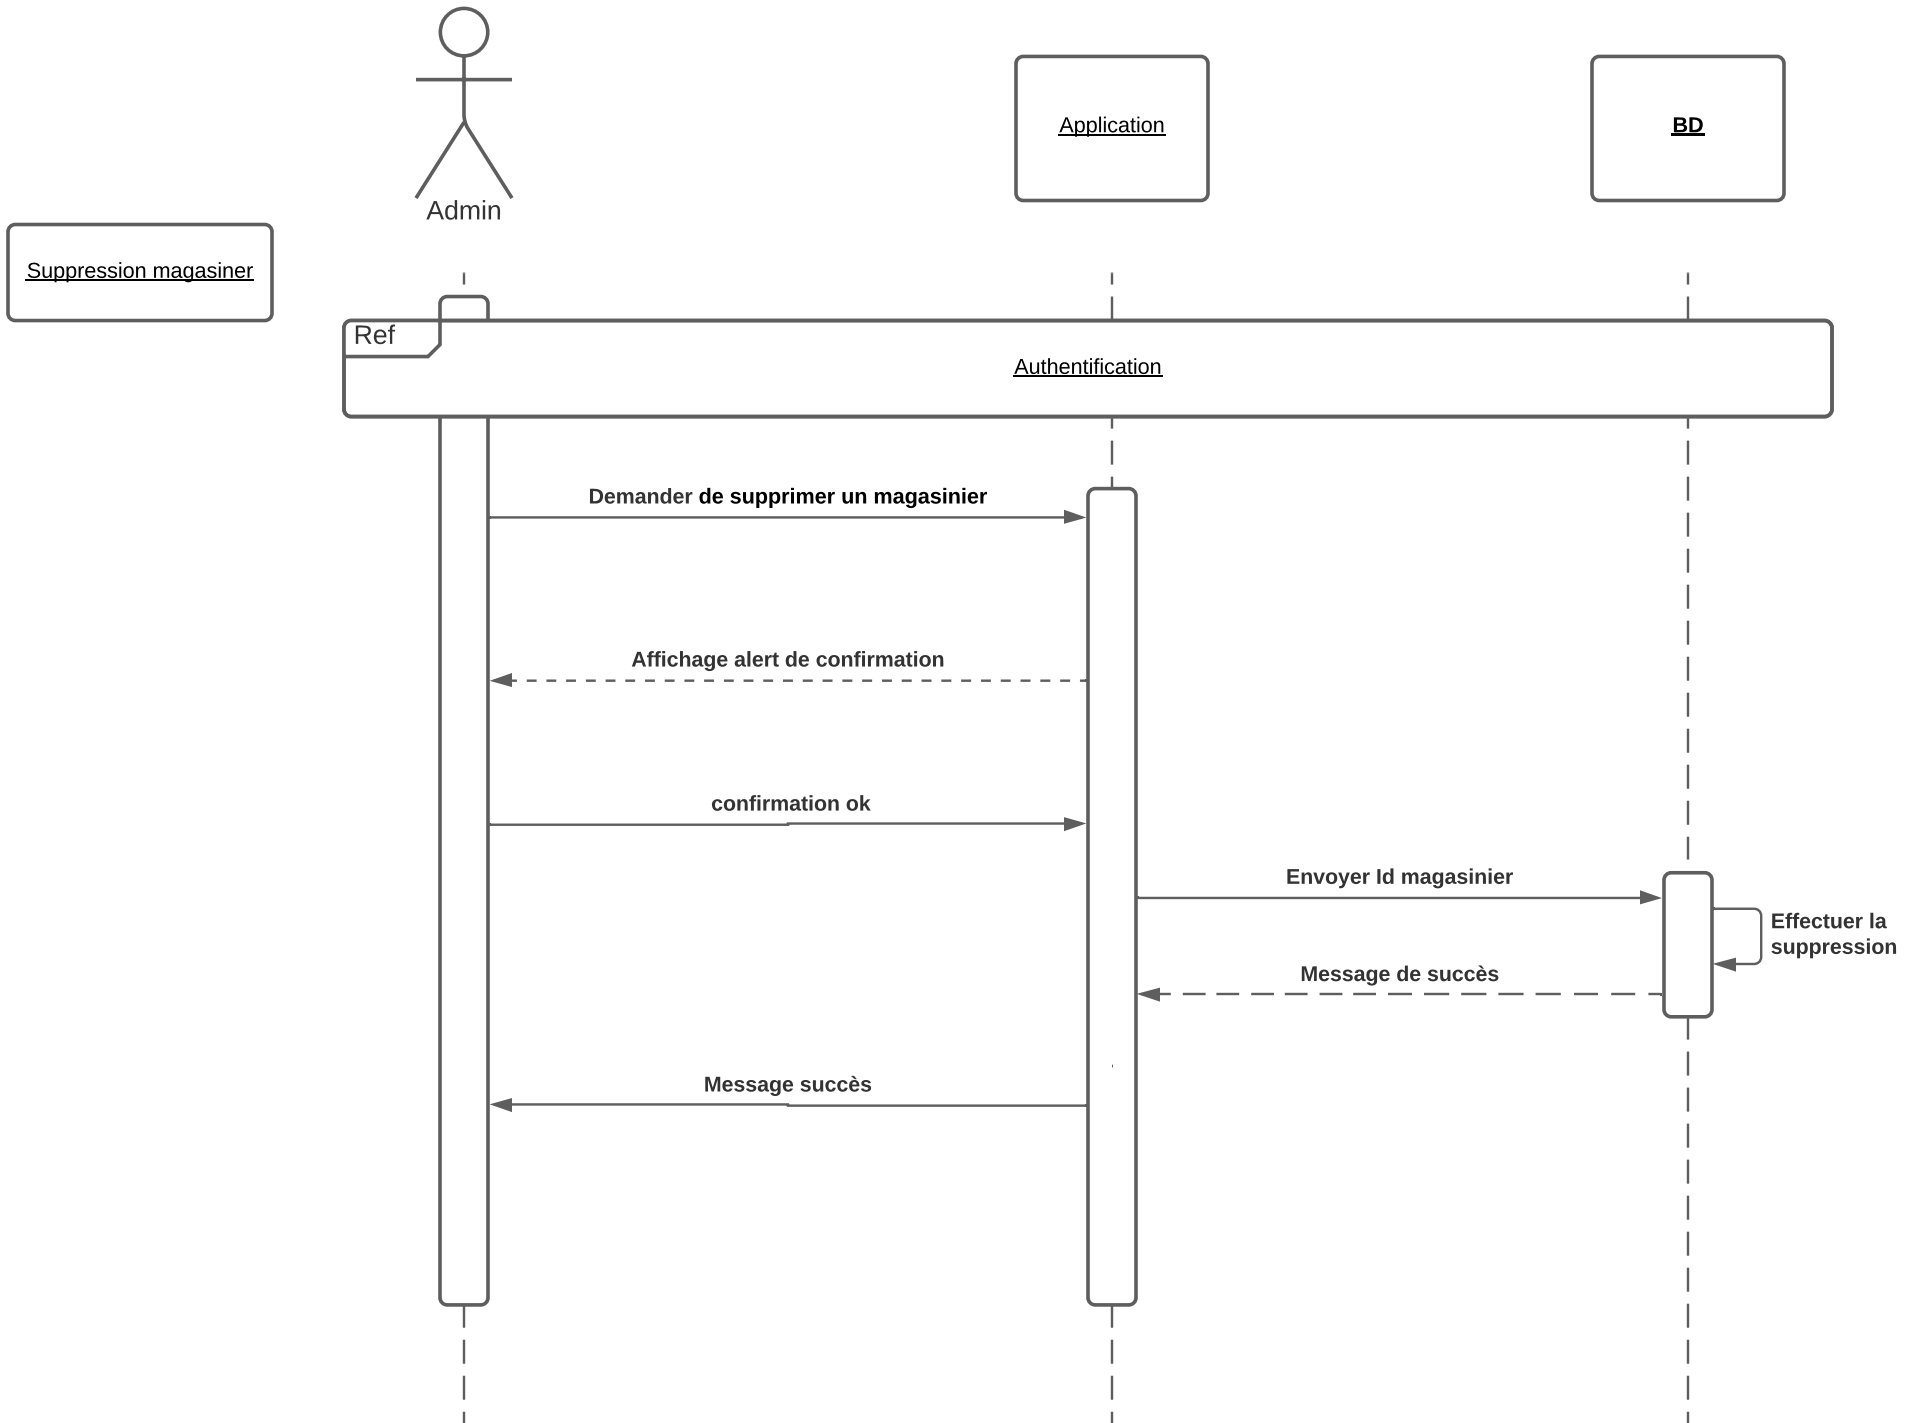 Admin
Application
BD
Suppression magasiner
Ref
Authentification
Demander de supprimer un magasinier
Affichage alert de confirmation
confirmation ok
Envoyer Id magasinier
Effectuer la
suppression
Message de succès
Message succès